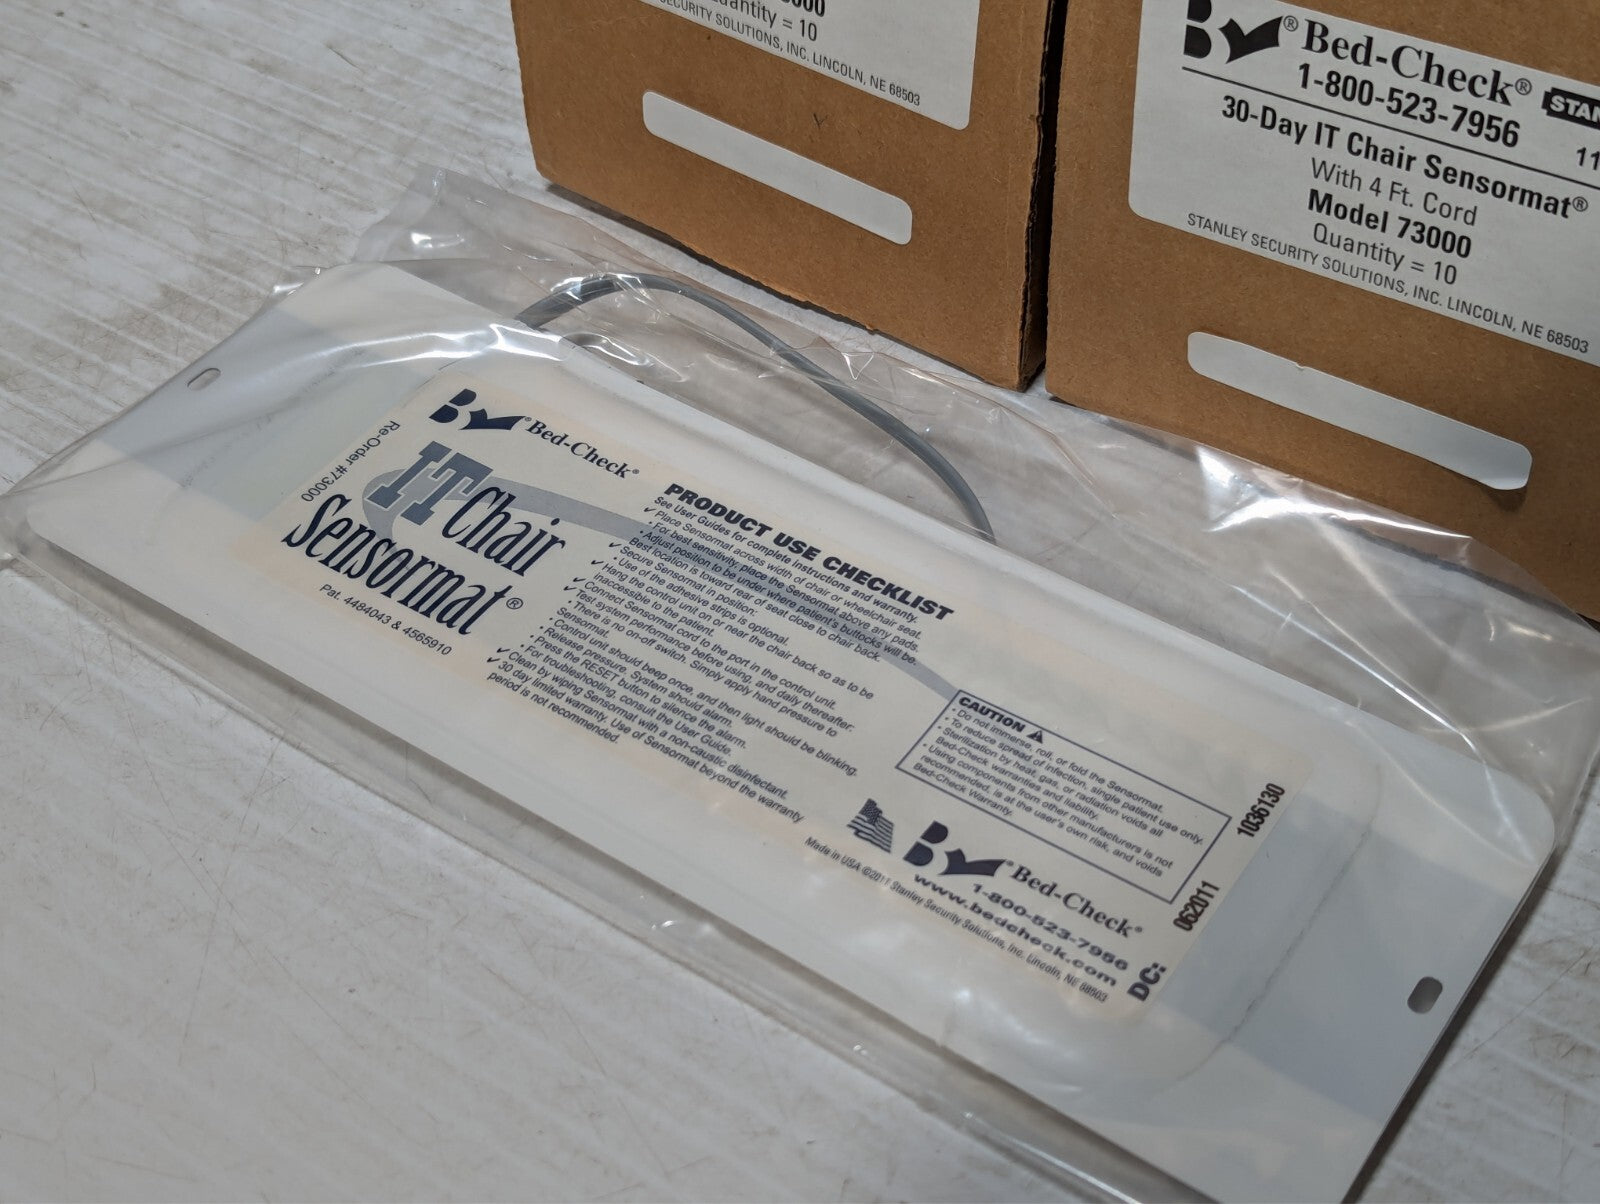 3000
Quantity = 10
SECURITY SOLUTIONS, INC. LINCOLN, NE 68503
® Bed-Check®
1-800-523-7956
STAN
11
30-Day IT Chair Sensormat®
With 4 Ft. Cord
Model 73000
Quantity = 10
STANLEY SECURITY SOLUTIONS, INC. LINCOLN, NE 68503
® Bed-Check®
Re-Order #73000
IT Chair
Sensormat®
Pat. 4484043 & 4565910
PRODUCT USE CHECKLIST
See User Guides for complete instructions and warranty.
✓ Place Sensormat across width of chair or wheelchair seat.
• For best sensitivity, place the Sensormat above any pads.
• Adjust position to be under where patient's buttocks will be.
Best location is toward rear of seat close to chair back.
✓ Secure Sensormat in position:
• Use of the adhesive strips is optional.
✓ Hang the control unit on or near the chair back so as to be
inaccessible to the patient.
✓ Connect Sensormat cord to the port in the control unit.
✓ Test system performance before using, and daily thereafter:
• There is no on-off switch. Simply apply hand pressure to
Sensormat.
• Control unit should beep once, and then light should be blinking.
• Release pressure. System should alarm.
• Press the RESET button to silence the alarm.
• For troubleshooting, consult the User Guide.
✓ Clean by wiping Sensormat with a non-caustic disinfectant.
✓ 30 day limited warranty. Use of Sensormat beyond the warranty
period is not recommended.
CAUTION
• Do not immerse, roll, or fold the Sensormat.
• To reduce spread of infection, single patient use only.
• Sterilization by heat, gas, or radiation voids all
Bed-Check warranties and liability.
• Using components from other manufacturers is not
recommended, is at the user's own risk, and voids
Bed-Check Warranty.
® Bed-Check®
1-800-523-7956
www.bedcheck.com
Made in USA ©2011 Stanley Security Solutions, Inc. Lincoln, NE 68503
1036130
062011
DC: